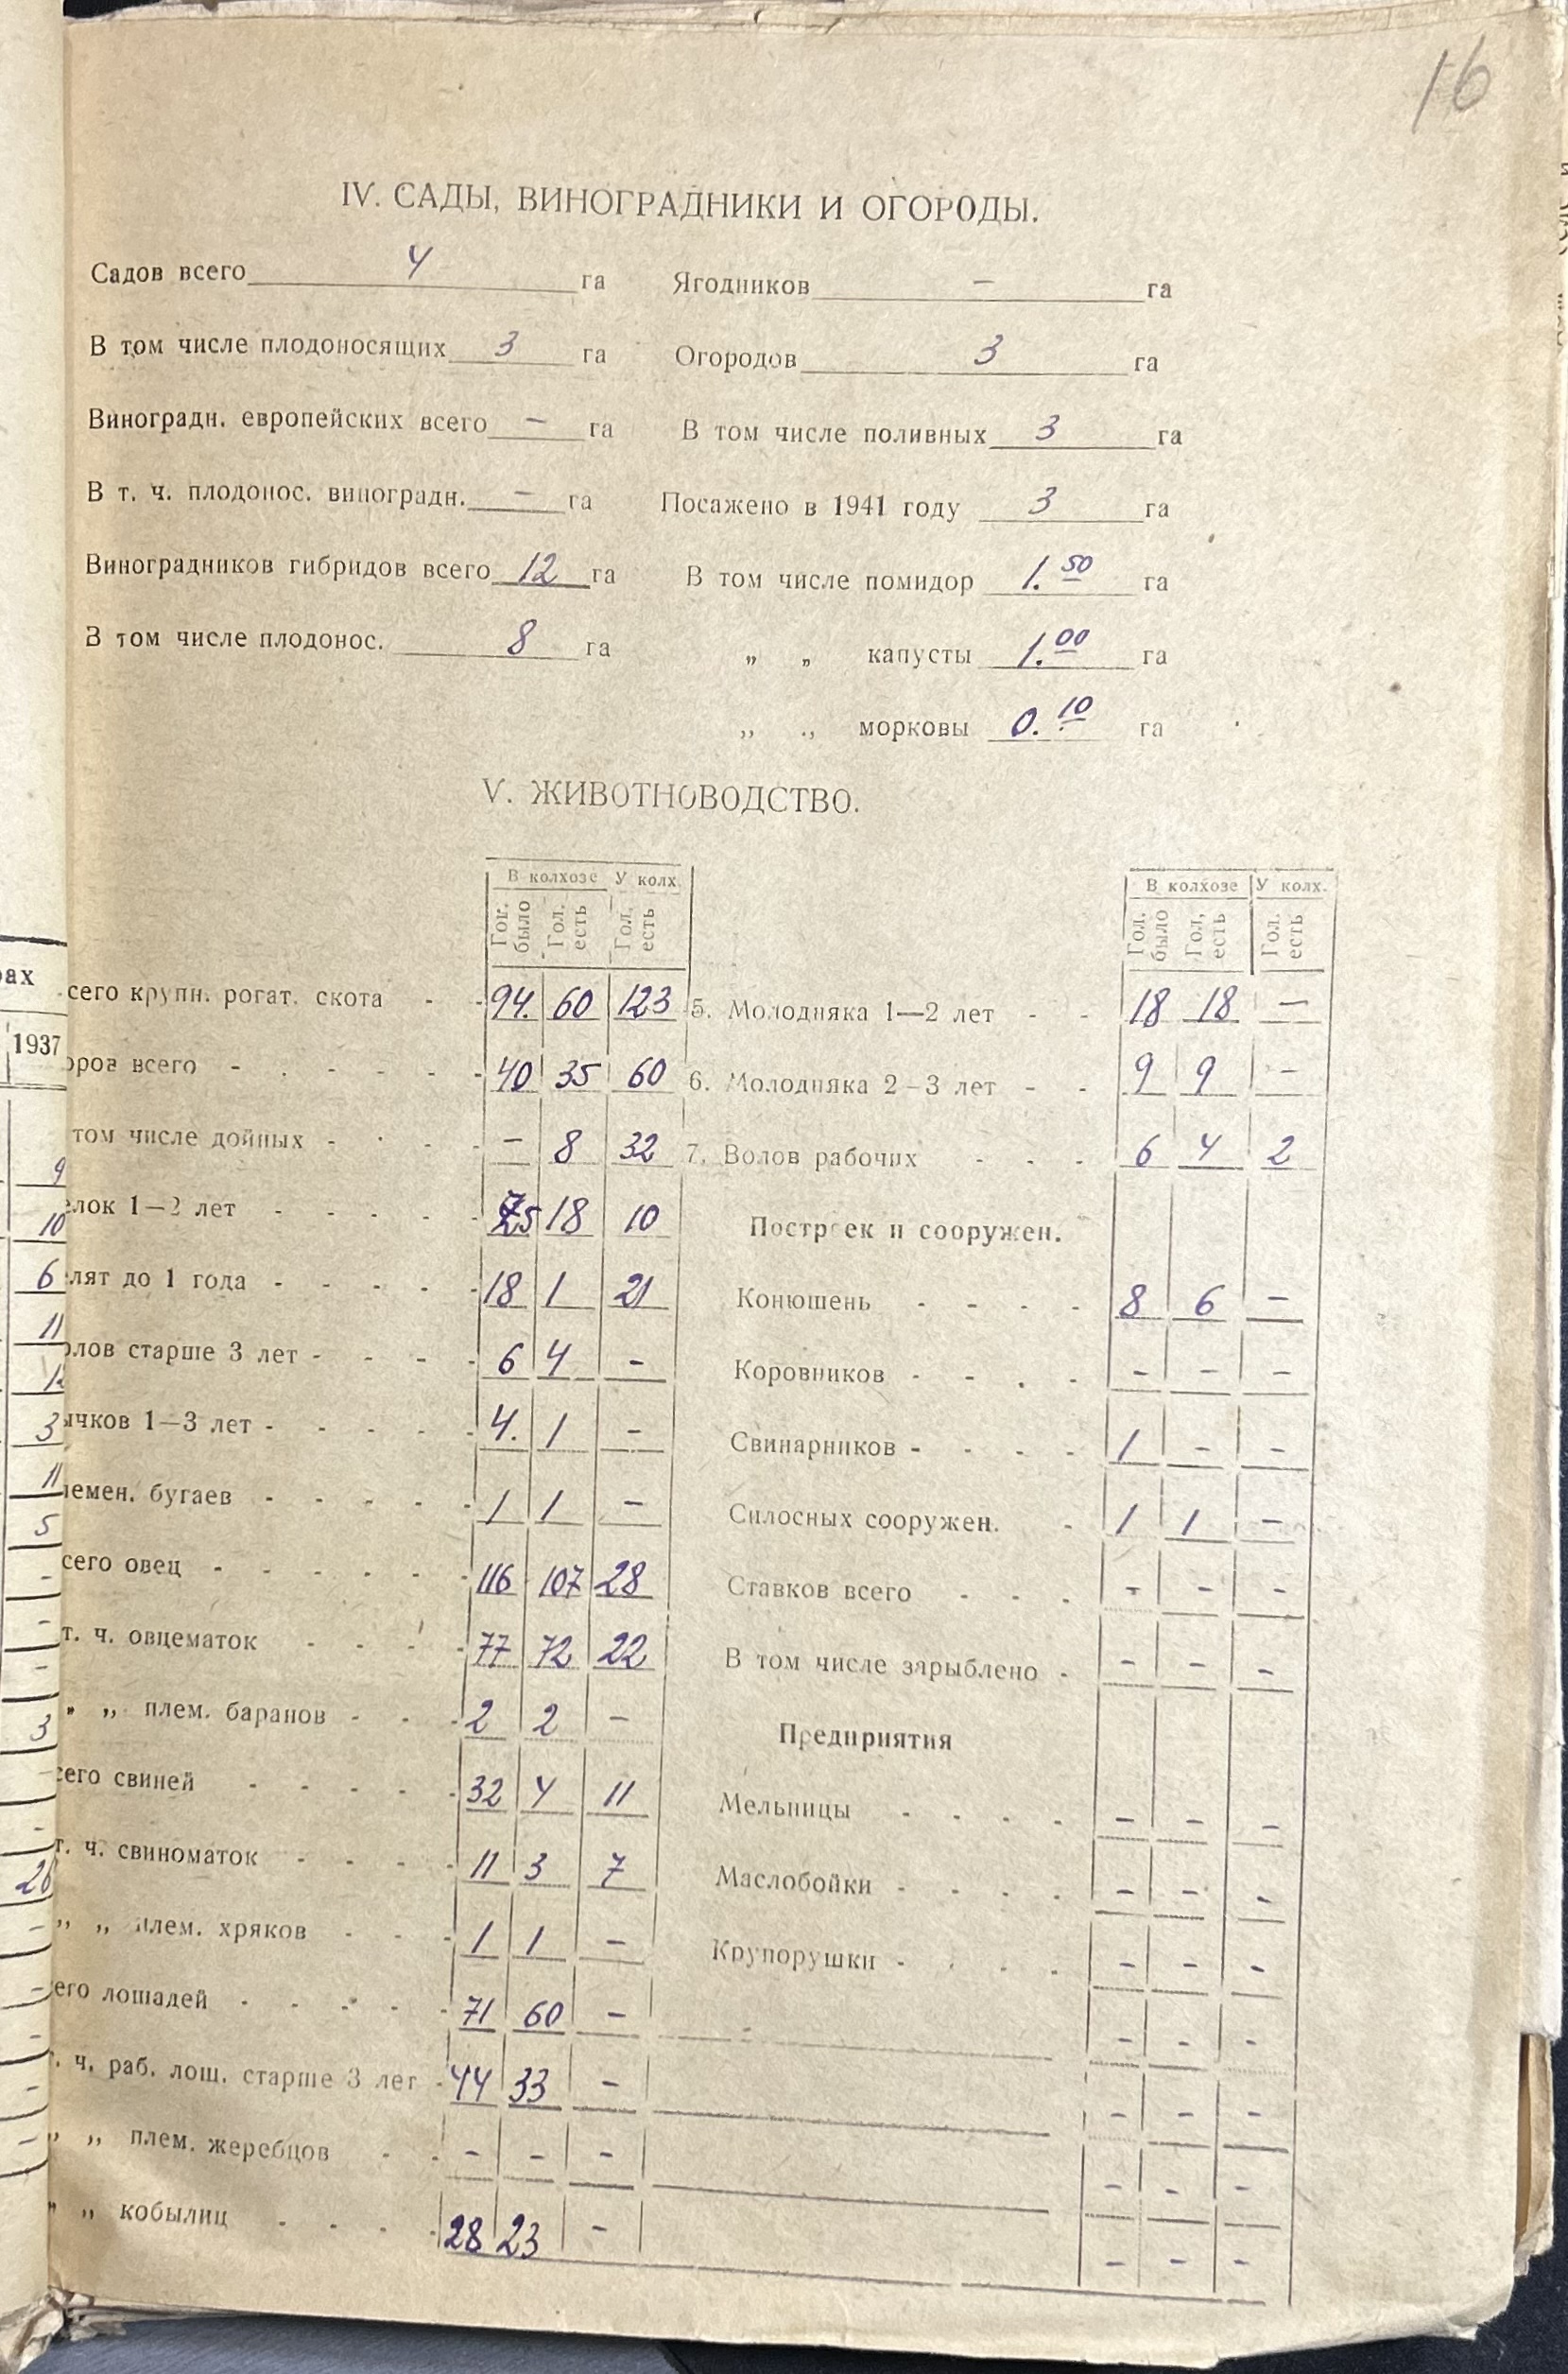 16
IV. САДЫ, ВИНОГРАДНИКИ И ОГОРОДЫ.
Садов всего 4 га Ягодников — га
В том числе плодоносящих 3 га Огородов 3 га
Виноградн. европейских всего — га В том числе поливных 3 га
В т. ч. плодонос. виноградн. — га Посажено в 1941 году 3 га
Виноградников гибридов всего 12 га В том числе помидор 1.50 га
В том числе плодонос. 8 га „ „ капусты 1.00 га
„ „ морковы 0.10 га
V. ЖИВОТНОВОДСТВО.
В колхозе У колх. В колхозе У колх.
Гог. было Гол. есть Гол. есть Гол. было Гол, есть Гол. есть
сего крупн. рогат. скота - - 94. 60 123 5. Молодняка 1—2 лет - - 18 18 —
оров всего - - - - - 40 35 60 6. Молодняка 2—3 лет - - 9 9 —
том числе дойных - - - - — 8 32 7. Волов рабочих - - - 6 4 2
елок 1—2 лет - - - - - 18 10 Построек и сооружен.
елят до 1 года - - - - 18 1 21 Конюшень - - - - 8 6 —
олов старше 3 лет - - - - 6 4 - Коровников - - - - - - -
ычков 1—3 лет - - - - - 4. 1 - Свинарников - - - - 1 - -
лемен. бугаев - - - - - 1 1 — Силосных сооружен. - 1 1 —
сего овец - - - - - 116 107 28 Ставков всего - - - - - -
т. ч. овцематок - - - - - 77 72 22 В том числе зарыблено - - - -
„ „ плем. баранов - - - 2 2 — Предприятия
сего свиней - - - - - 32 4 11 Мельницы - - - - - - -
т. ч. свиноматок - - - - 11 3 7 Маслобойки - - - - - - -
„ „ плем. хряков - - - 1 1 — Крупорушки - - - - - - -
его лошадей - - - - - 71 60 — - - -
т. ч. раб. лош. старше 3 лет - 44 33 — - - -
„ „ плем. жеребцов - - - - - - - -
„ „ кобылиц - - - - 28 23 - - - -
рах
1937
9
10
6
11
3
11
5
-
-
-
3
-
-
-
-
-
-
-